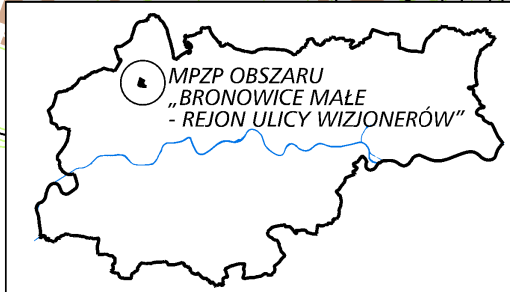 MPZP OBSZARU
„BRONOWICE MAŁE
- REJON ULICY WIZJONERÓW”